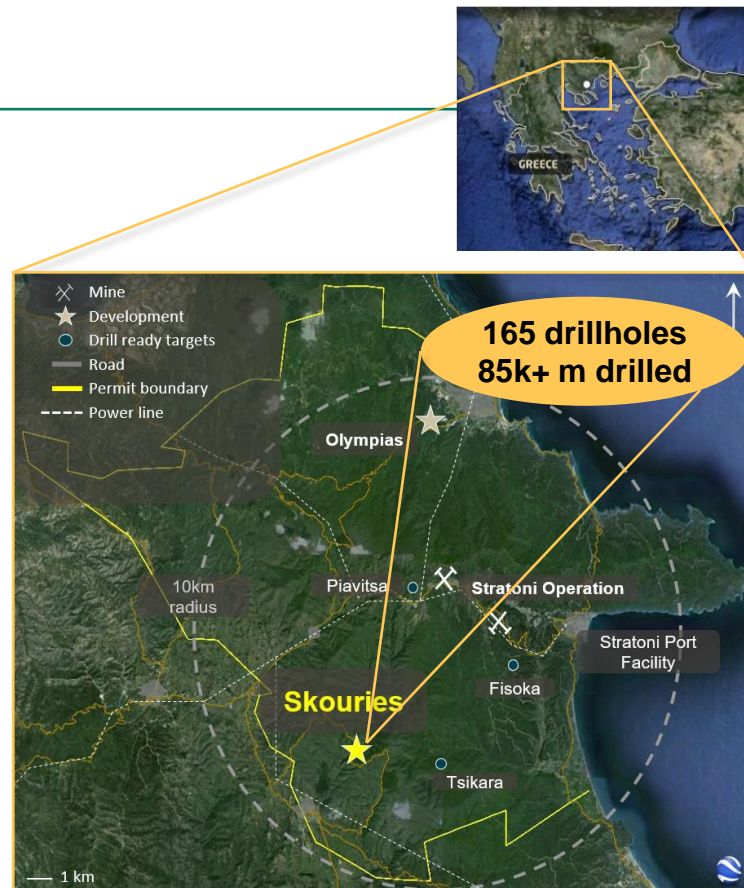 GREECE
Mine
Development
Drill ready targets
Road
Permit boundary
Power line
165 drillholes
85k+ m drilled
Olympias
10km
radius
Piavitsa
Stratoni Operation
Stratoni Port
Facility
Fisoka
Skouries
Tsikara
1 km